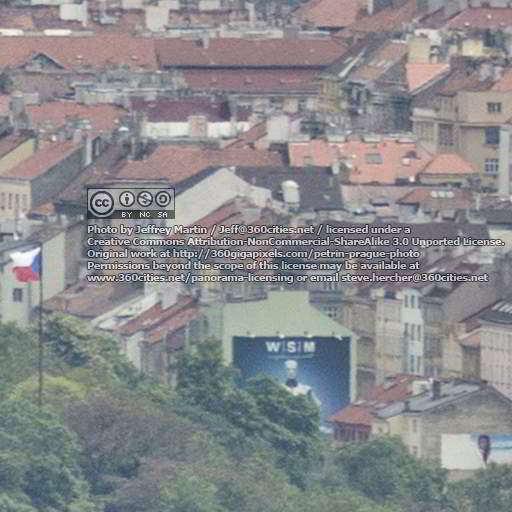 cc BY NC SA
Photo by Jeffrey Martin / Jeff@360cities.net / licensed under a
Creative Commons Attribution-NonCommercial-ShareAlike 3.0 Unported License.
Original work at http://360gigapixels.com/petrin-prague-photo
Permissions beyond the scope of this license may be available at
www.360cities.net/panorama-licensing or email steve.hercher@360cities.net
W|S|M